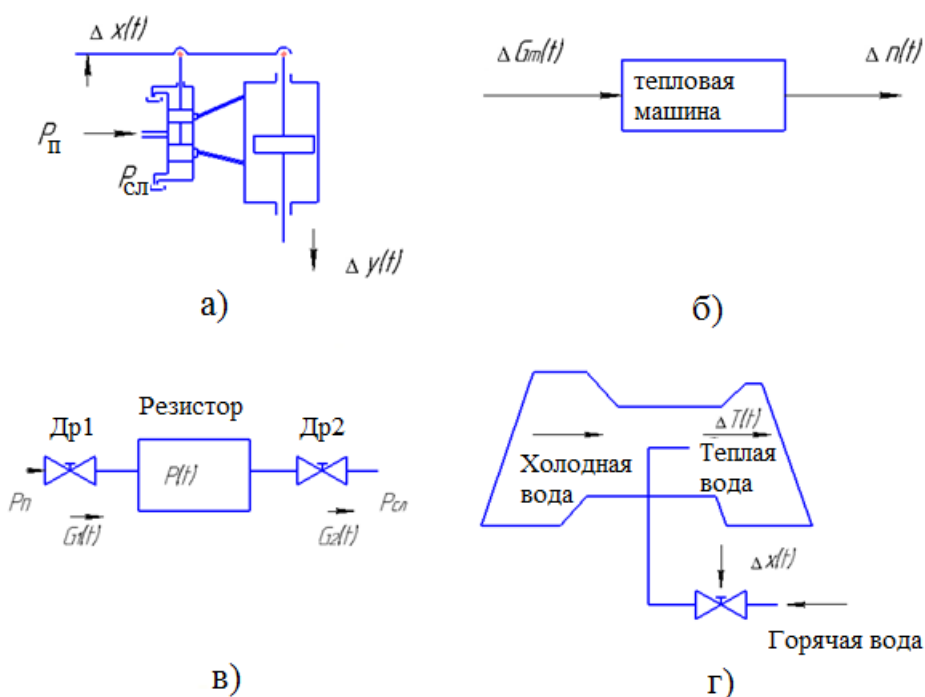 Δ x(t)
Pп
Pсл
Δ y(t)
а)
Δ Gm(t)
тепловая
машина
Δ n(t)
б)
Резистор
Др1
Др2
Pп
P(t)
Pсл
G1(t)
G2(t)
в)
Δ T(t)
Холодная
вода
Теплая
вода
Δ x(t)
Горячая вода
г)